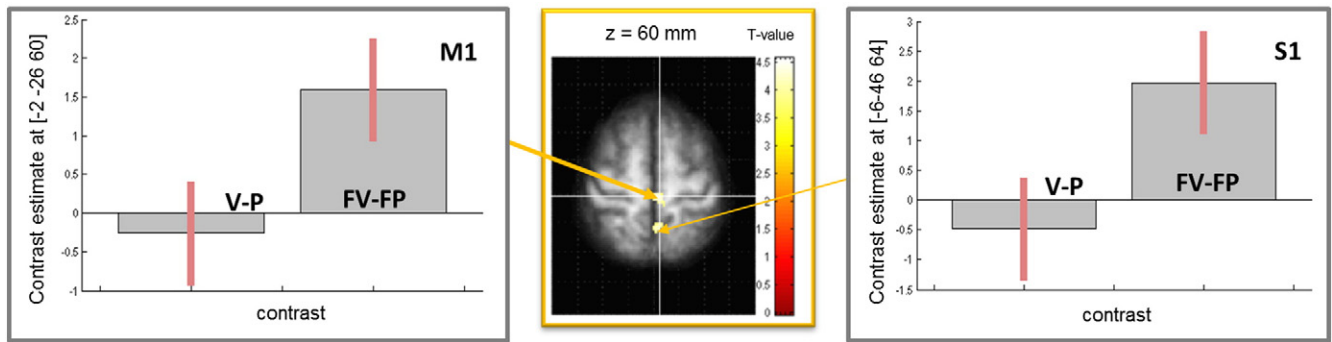 Contrast estimate at [-2 -26 60]
2.5
2
1.5
1
0.5
0
-0.5
-1
M1
V-P
FV-FP
contrast
z = 60 mm
T-value
4.5
4
3.5
3
2.5
2
1.5
1
0.5
0
Contrast estimate at [-6-46 64]
3
2.5
2
1.5
1
0.5
0
-0.5
-1
-1.5
S1
V-P
FV-FP
contrast